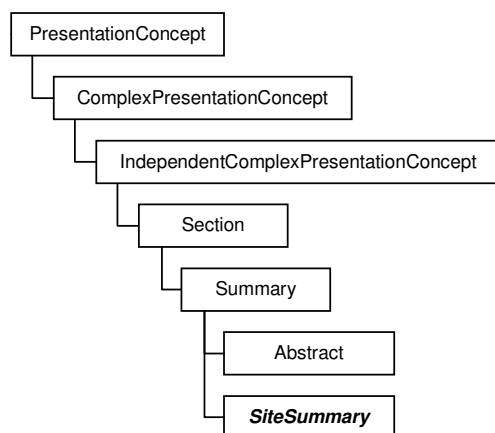 PresentationConcept
ComplexPresentationConcept
IndependentComplexPresentationConcept
Section
Summary
Abstract
SiteSummary